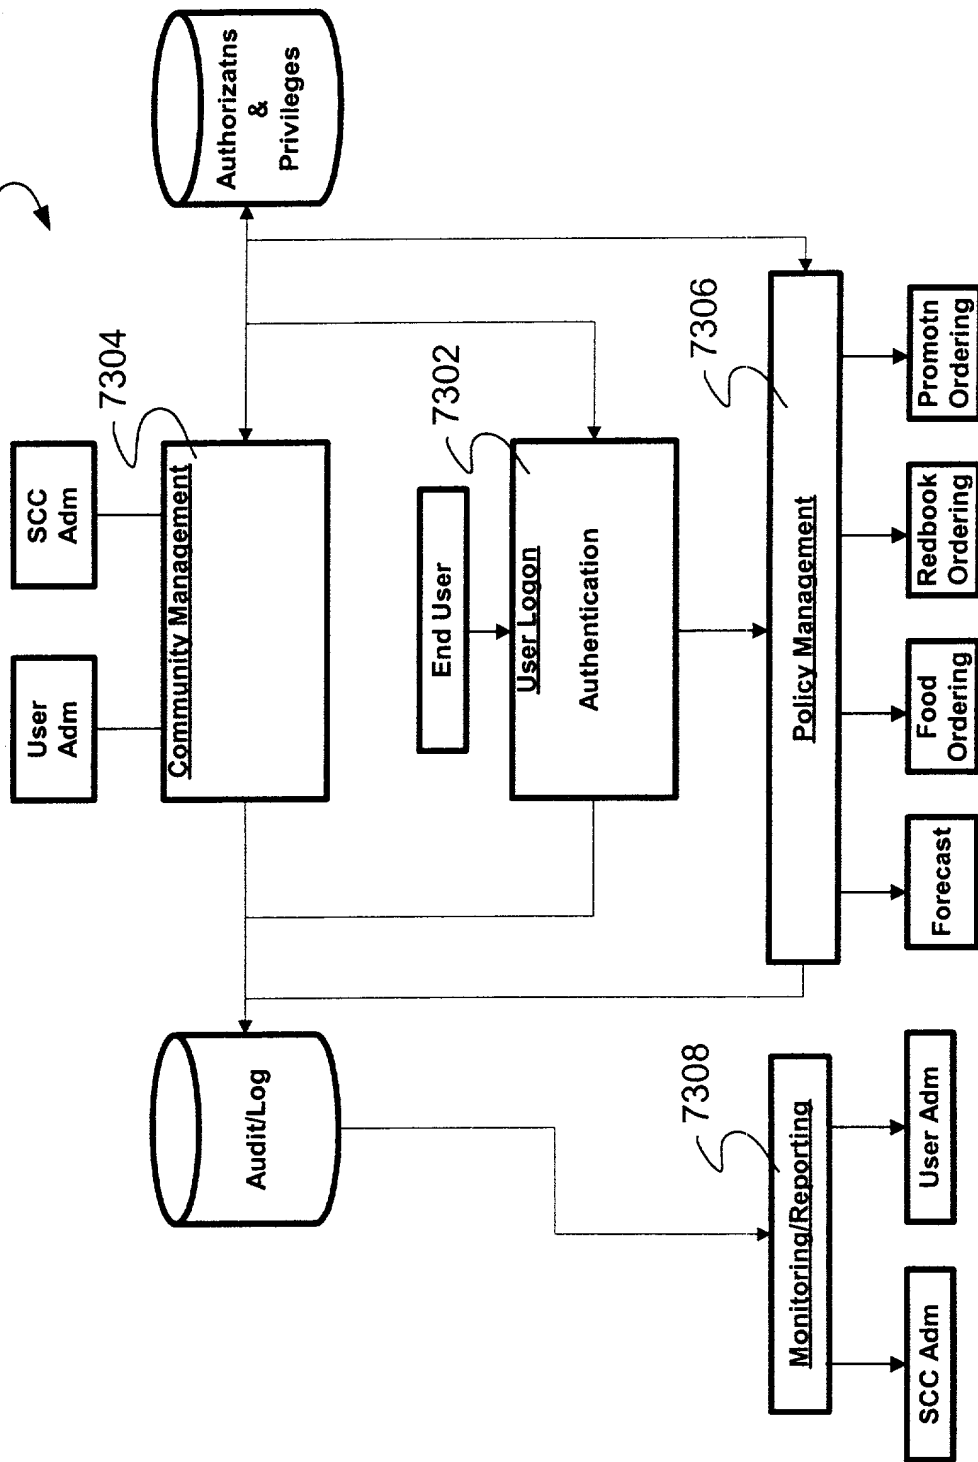 User
Adm
SCC
Adm
7304
Community Management
Authorizatns
&
Privileges
Audit/Log
End User
7302
User Logon
Authentication
7308
Monitoring/Reporting
7306
Policy Management
SCC Adm
User Adm
Forecast
Food
Ordering
Redbook
Ordering
Promotn
Ordering